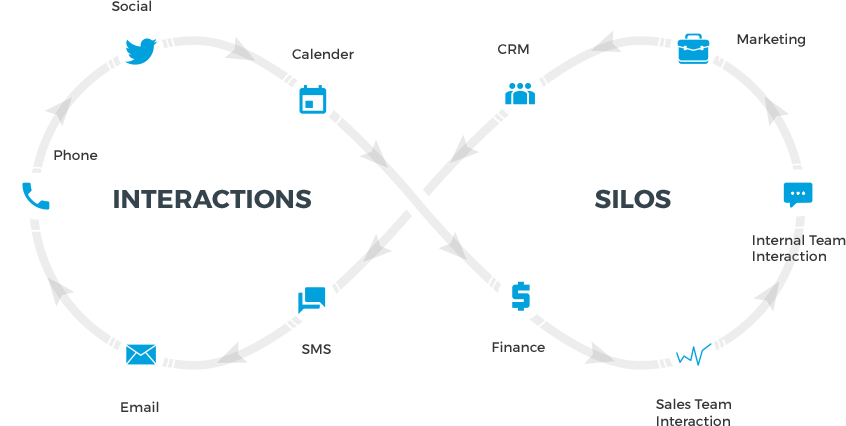 Social
Calender
CRM
Marketing
Phone
INTERACTIONS
SILOS
Internal Team
Interaction
SMS
Finance
Email
Sales Team
Interaction